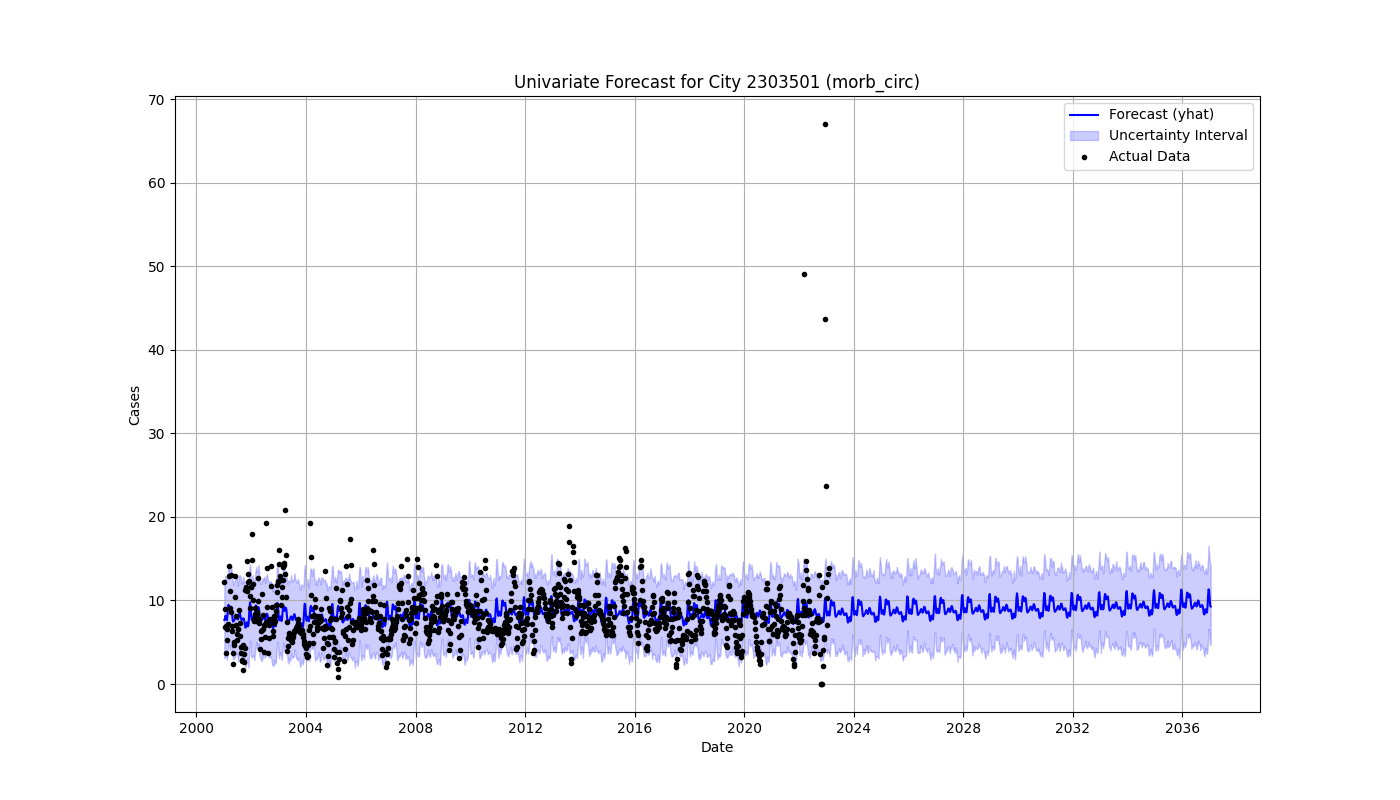 Univariate Forecast for City 2303501 (morb_circ)
Forecast (yhat)
Uncertainty Interval
Actual Data
70
60
50
40
30
20
10
0
Cases
2000 2004 2008 2012 2016 2020 2024 2028 2032 2036
Date